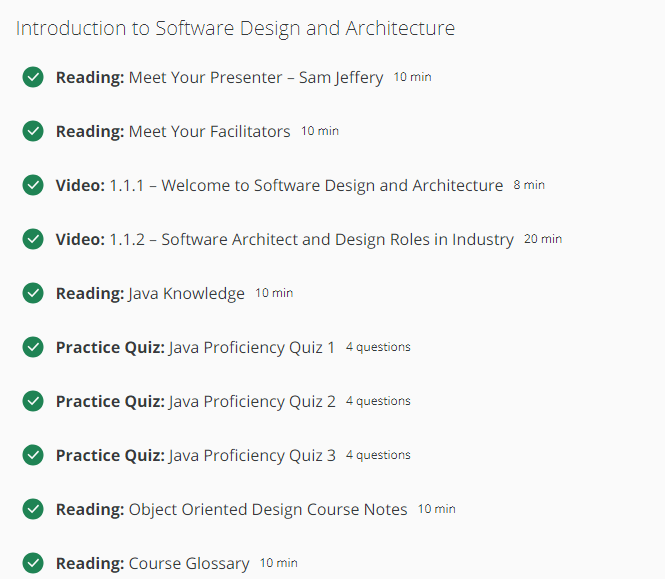 Introduction to Software Design and Architecture
Reading: Meet Your Presenter – Sam Jeffery 10 min
Reading: Meet Your Facilitators 10 min
Video: 1.1.1 – Welcome to Software Design and Architecture 8 min
Video: 1.1.2 – Software Architect and Design Roles in Industry 20 min
Reading: Java Knowledge 10 min
Practice Quiz: Java Proficiency Quiz 1 4 questions
Practice Quiz: Java Proficiency Quiz 2 4 questions
Practice Quiz: Java Proficiency Quiz 3 4 questions
Reading: Object Oriented Design Course Notes 10 min
Reading: Course Glossary 10 min